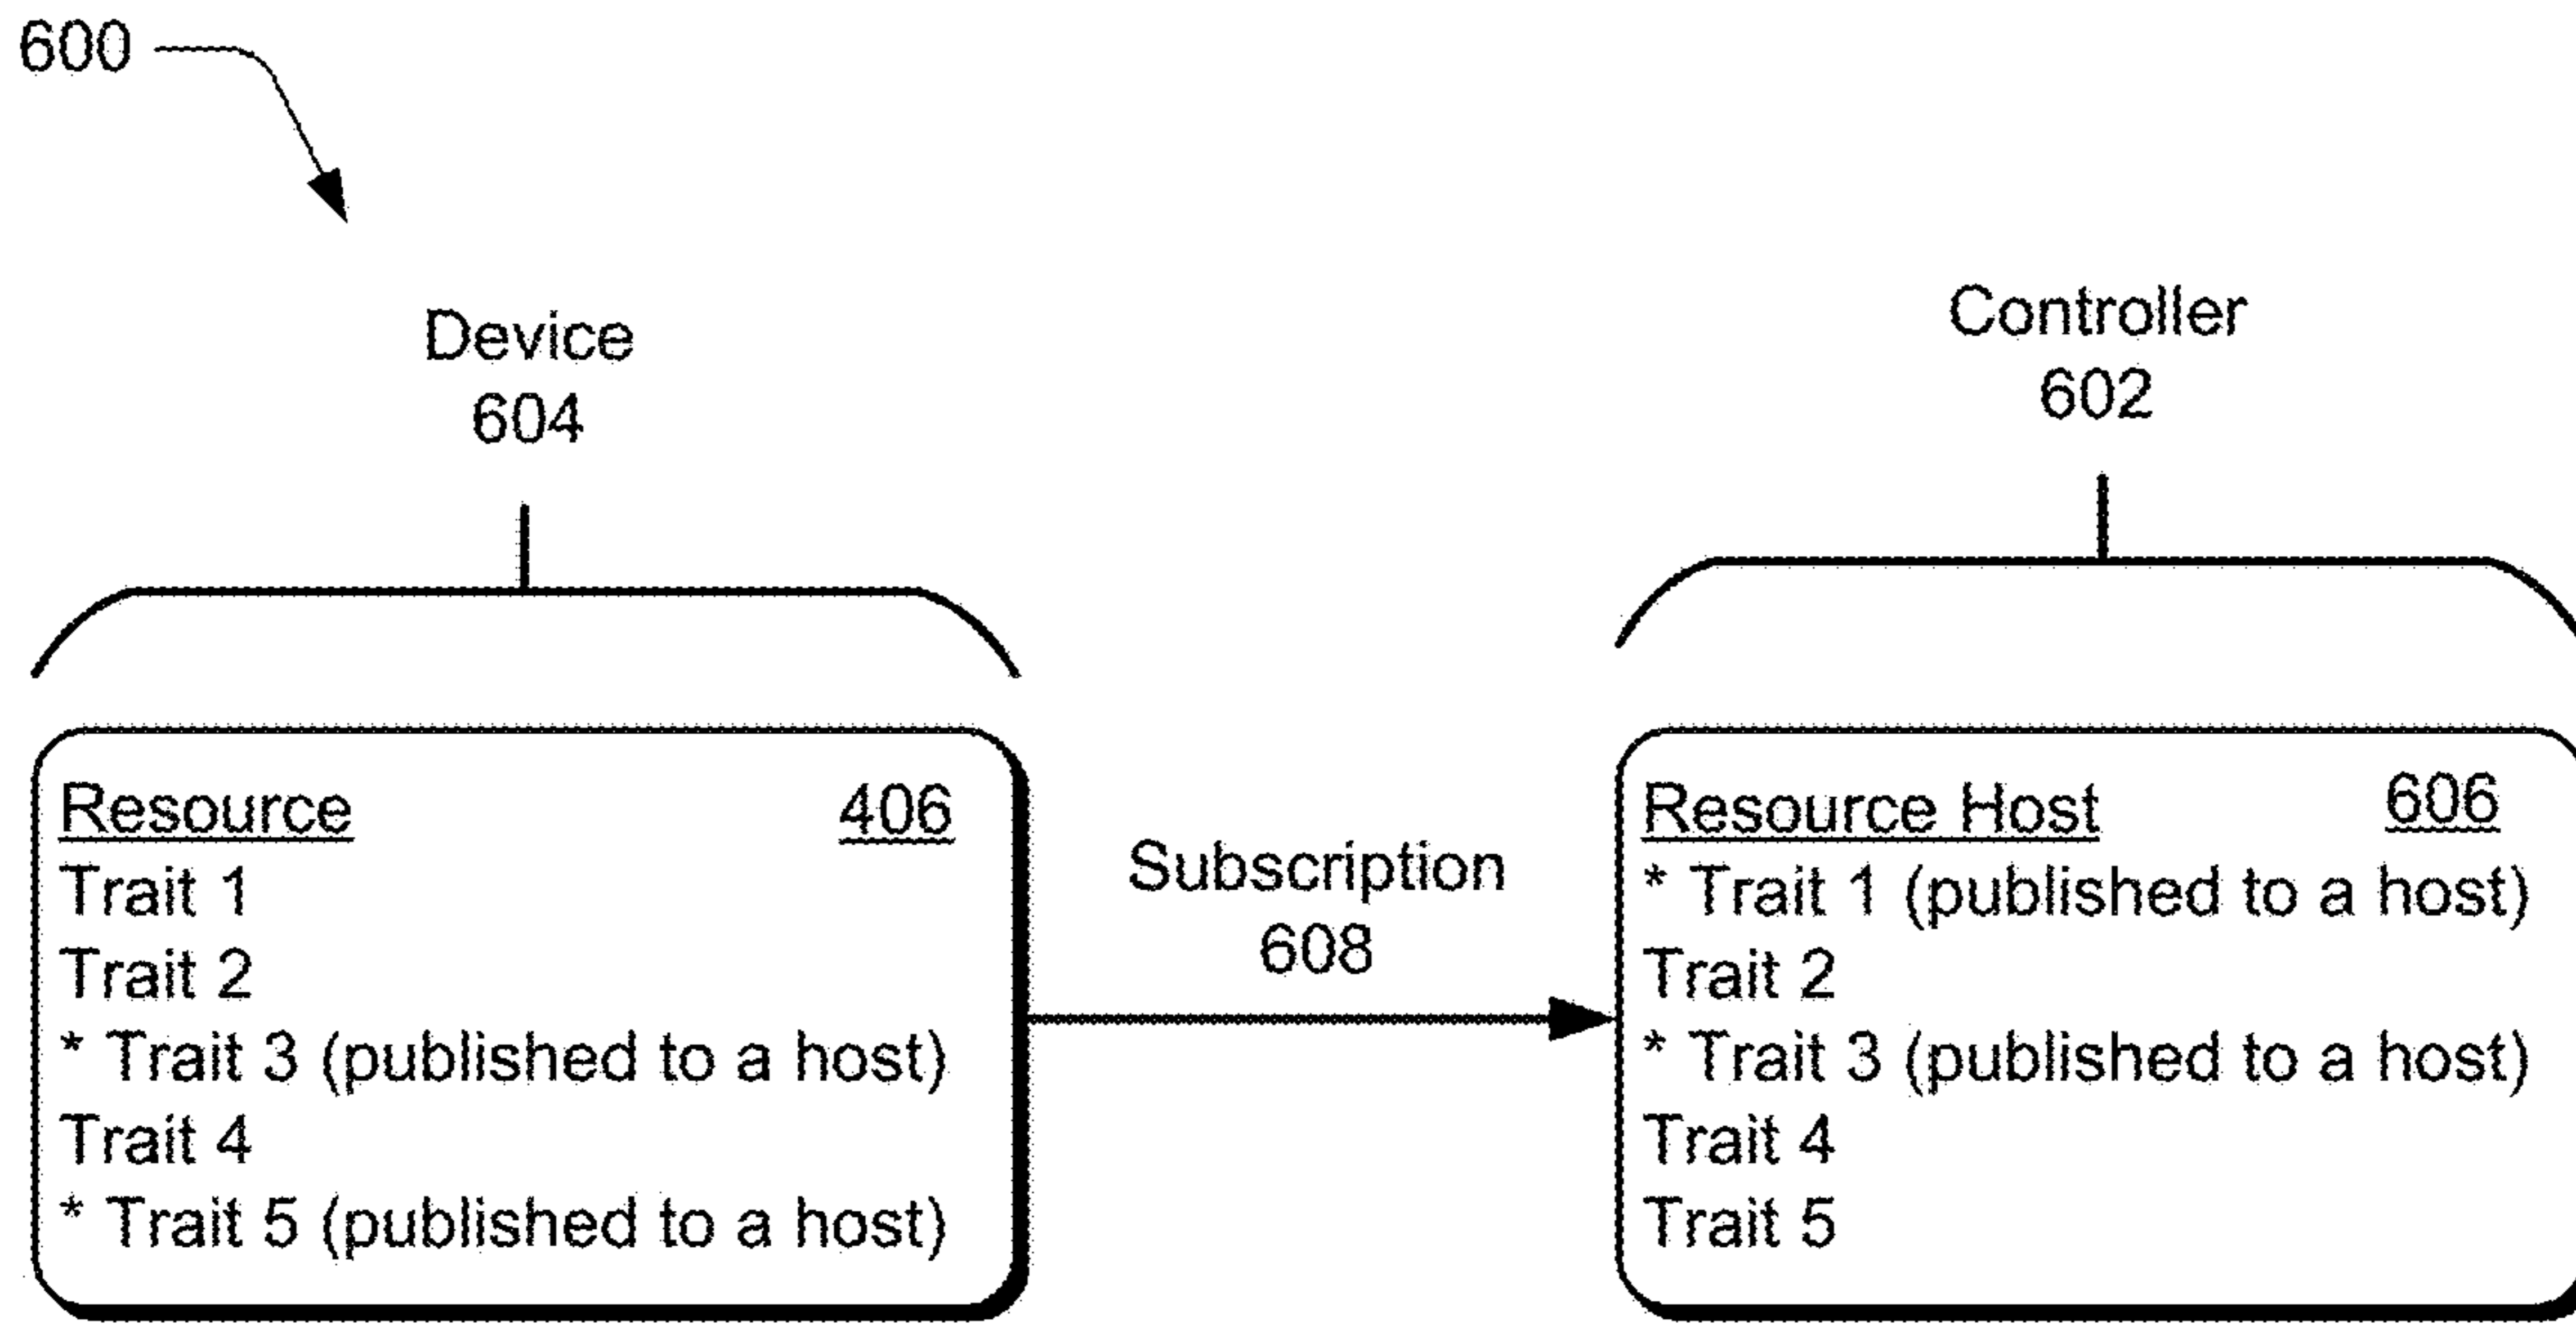 600
Device
604
Controller
602
Resource 406
Trait 1
Trait 2
* Trait 3 (published to a host)
Trait 4
* Trait 5 (published to a host)
Subscription
608
Resource Host 606
* Trait 1 (published to a host)
Trait 2
* Trait 3 (published to a host)
Trait 4
Trait 5